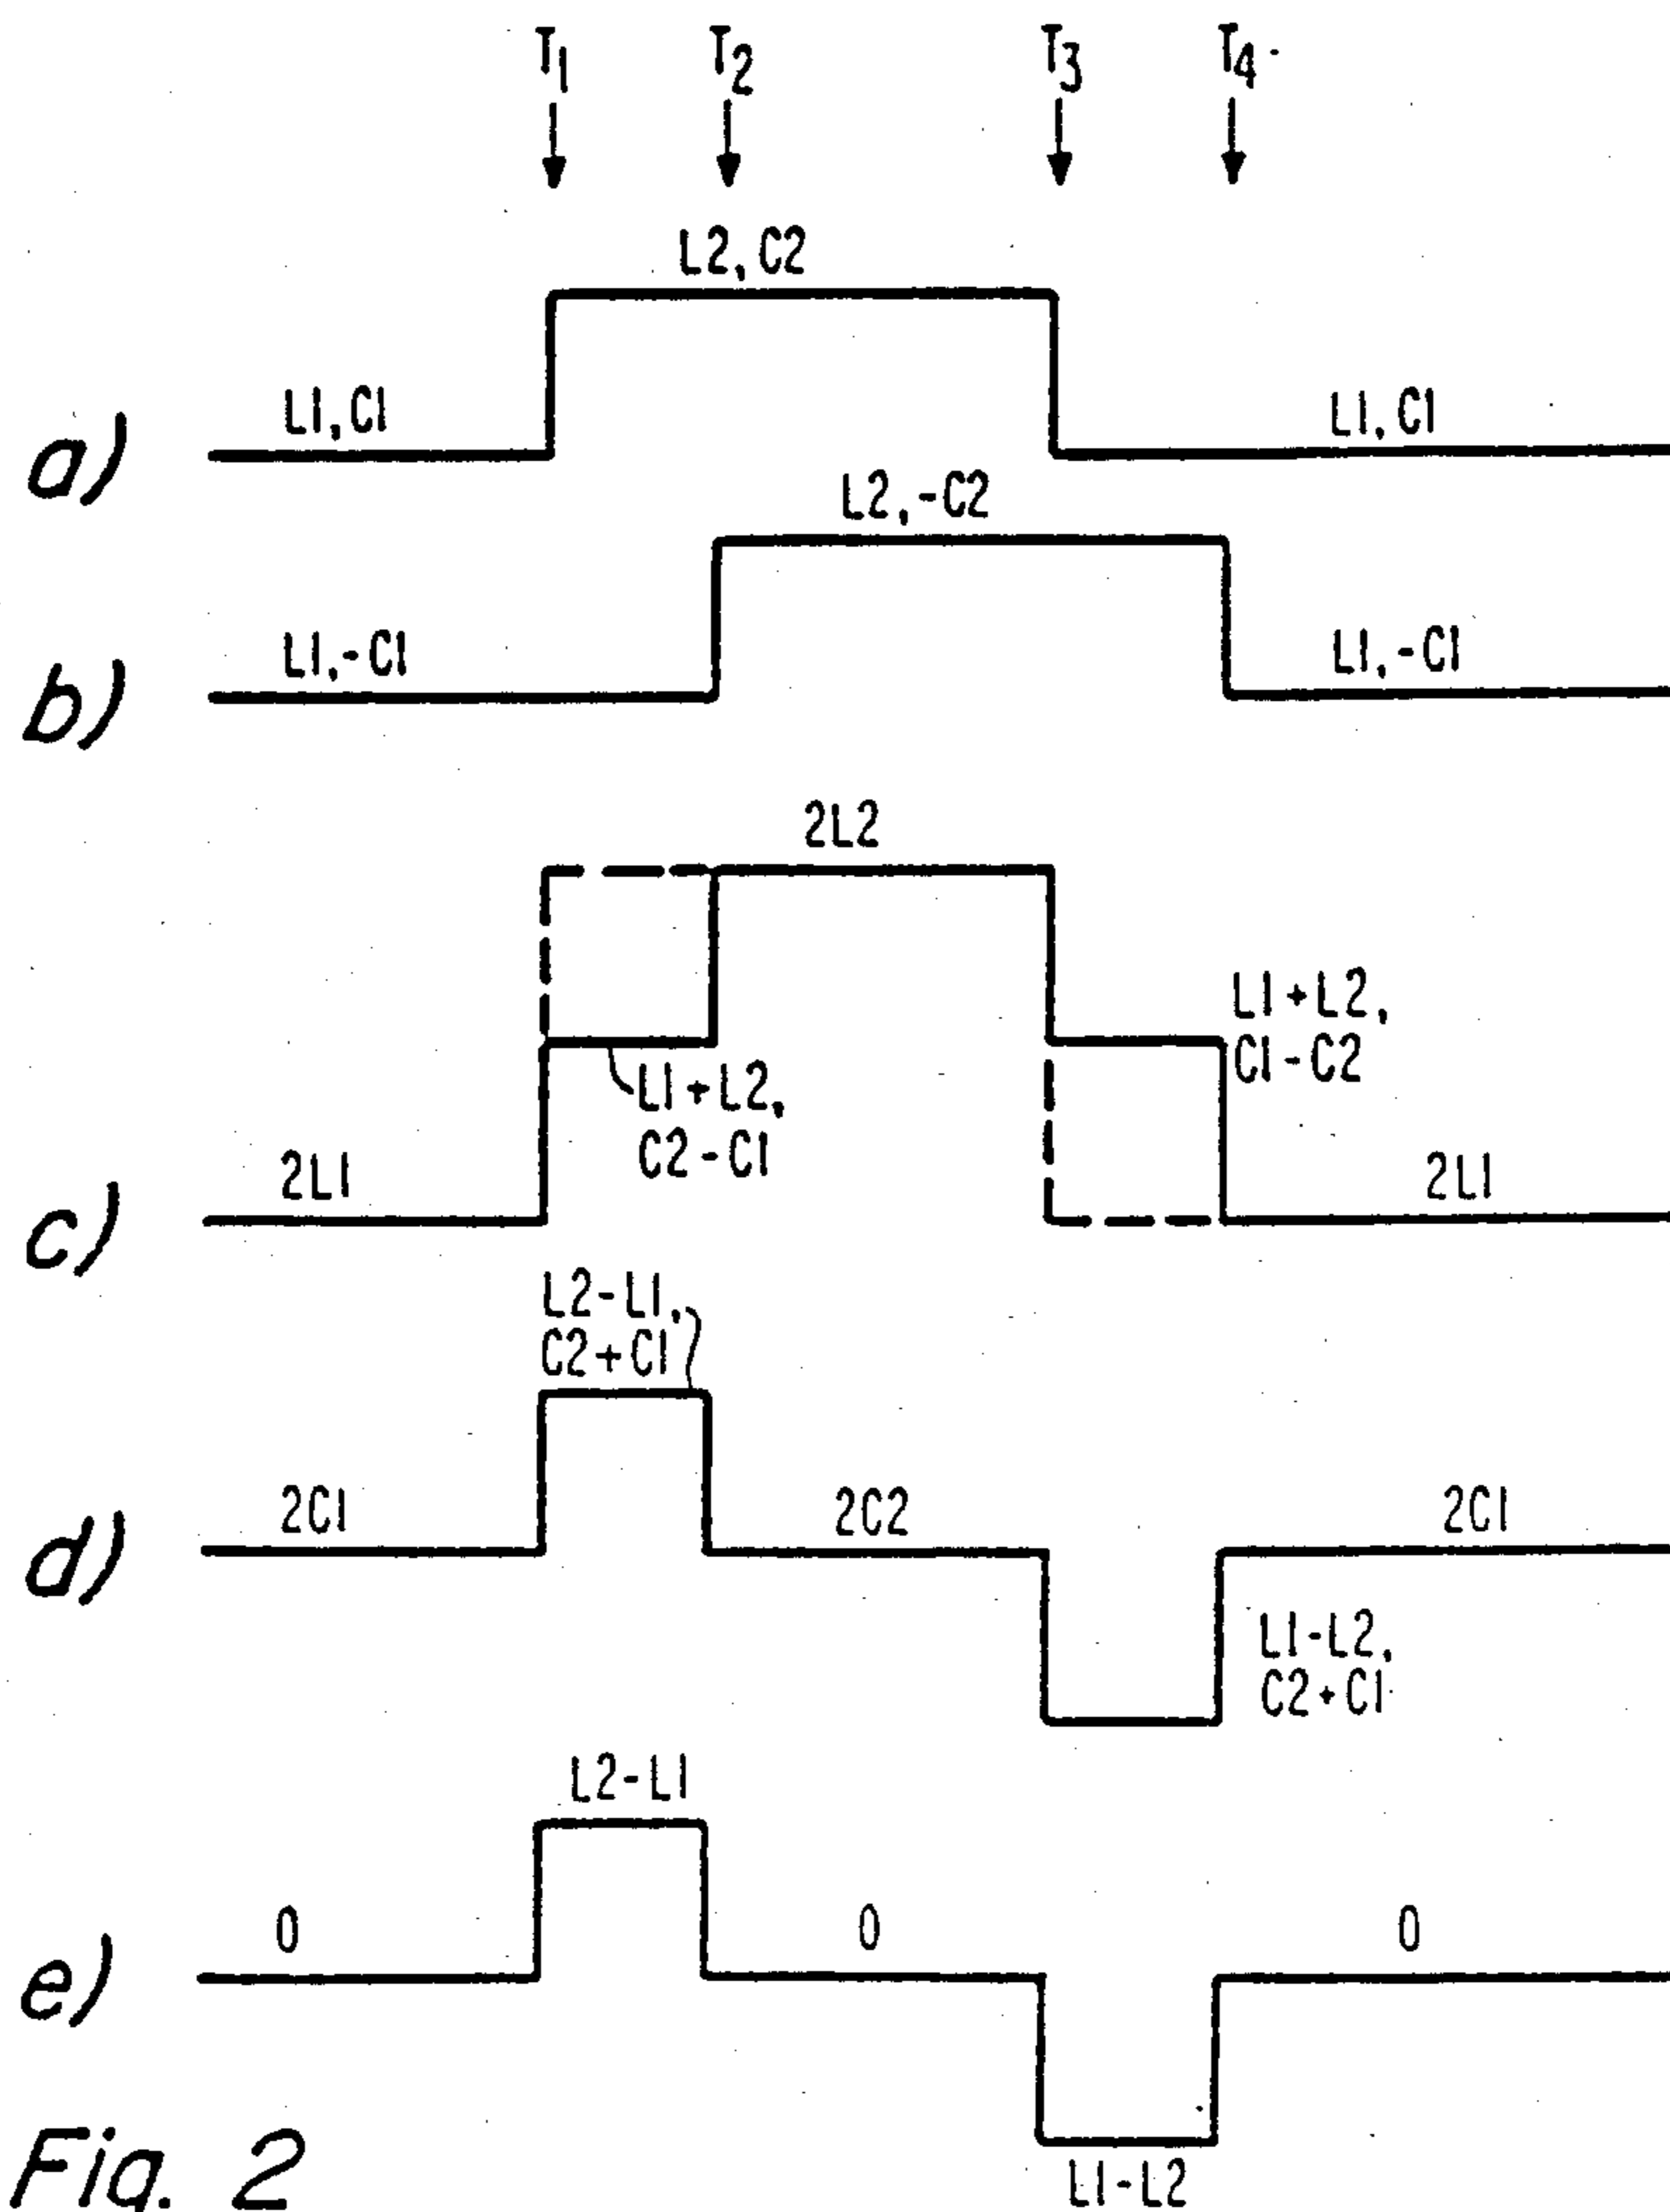 T1 T2 T3 T4
L2, C2
L1, C1
L1, C1
a)
L2, -C2
L1, -C1
L1, -C1
b)
2L2
L1+L2,
C1-C2
L1+L2,
C2-C1
2L1
2L1
c)
L2-L1,
C2+C1
2C1
2C2
2C1
d)
L1-L2,
C2+C1
L2-L1
0
0
0
e)
L1-L2
Fig. 2